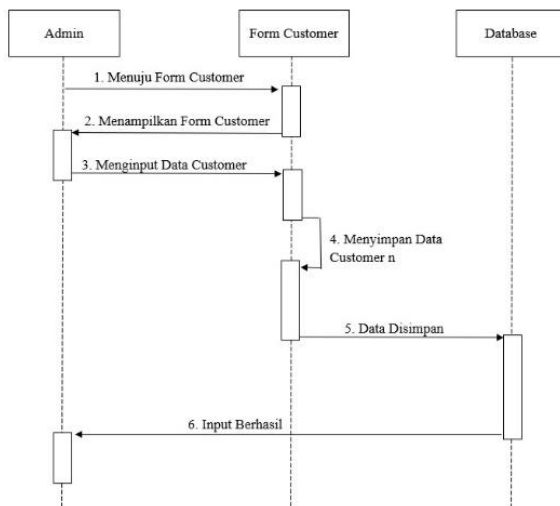 Admin
Form Customer
Database
1. Menuju Form Customer
2. Menampilkan Form Customer
3. Menginput Data Customer
4. Menyimpan Data
Customer n
5. Data Disimpan
6. Input Berhasil